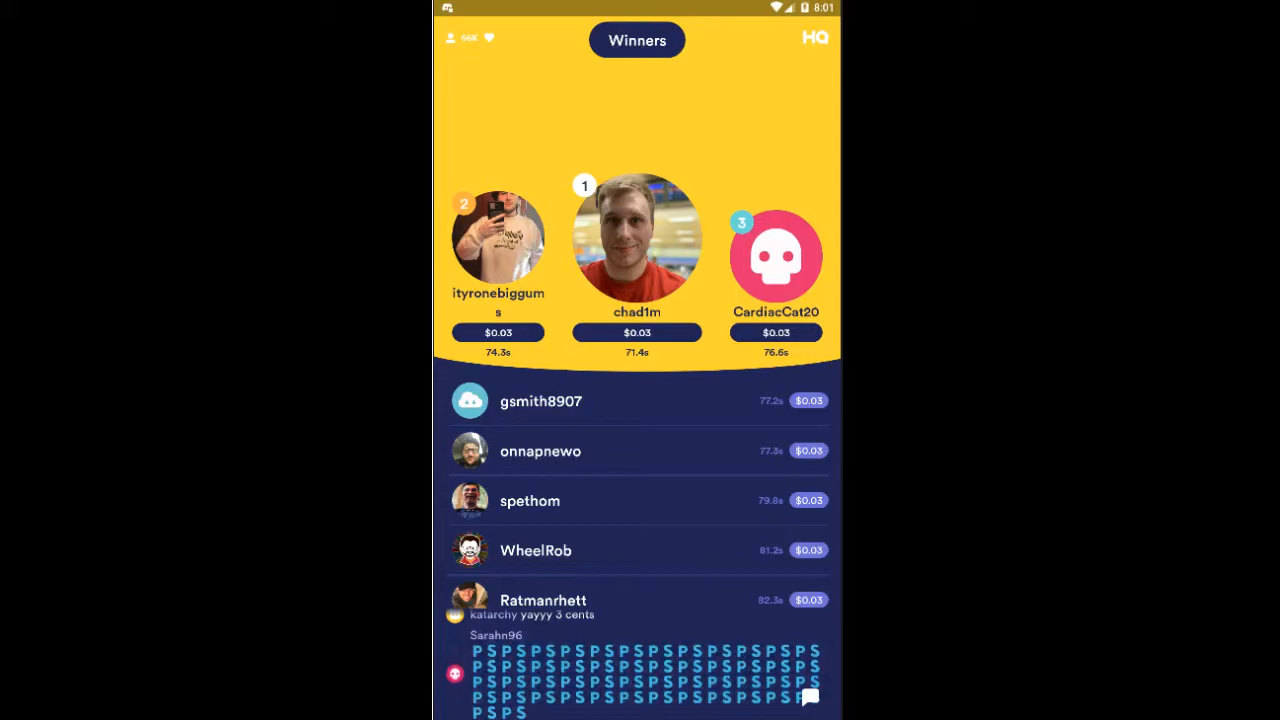 8:01
66K
Winners
HQ
2
1
3
ityronebiggum
s
chad1m
CardiacCat20
$0.03
$0.03
$0.03
74.3s
71.4s
76.6s
gsmith8907 77.2s $0.03
onnapnewo 77.3s $0.03
spethom 79.8s $0.03
WheelRob 81.2s $0.03
Ratmanrhett 82.3s $0.03
katarchy yayyy 3 cents
Sarahn96
P S P S P S P S P S P S P S P S P S P S P S P S
P S P S P S P S P S P S P S P S P S P S P S P S
P S P S P S P S P S P S P S P S P S P S P S P S
P S P S P S P S P S P S P S P S P S P S P S P S
P S P S